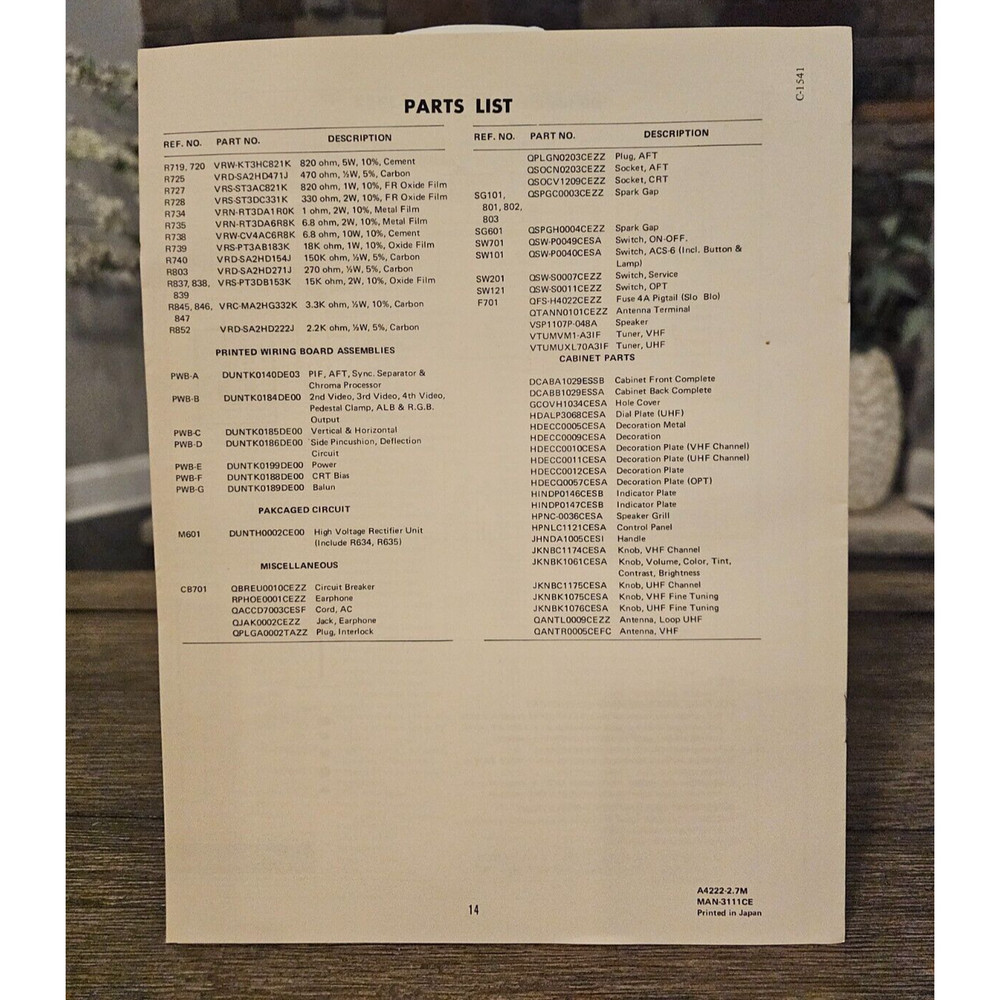 C-1541
PARTS LIST
REF. NO. PART NO. DESCRIPTION
R719, 720 VRW-KT3HC821K 820 ohm, 5W, 10%, Cement
R725 VRD-SA2HD471J 470 ohm, ½W, 5%, Carbon
R727 VRS-ST3AC821K 820 ohm, 1W, 10%, FR Oxide Film
R728 VRS-ST3DC331K 330 ohm, 2W, 10%, FR Oxide Film
R734 VRN-RT3DA1R0K 1 ohm, 2W, 10%, Metal Film
R735 VRN-RT3DA6R8K 6.8 ohm, 2W, 10%, Metal Film
R738 VRW-CV4AC6R8K 6.8 ohm, 10W, 10%, Cement
R739 VRS-PT3AB183K 18K ohm, 1W, 10%, Oxide Film
R740 VRD-SA2HD154J 150K ohm, ½W, 5%, Carbon
R803 VRD-SA2HD271J 270 ohm, ½W, 5%, Carbon
R837, 838, VRS-PT3DB153K 15K ohm, 2W, 10%, Oxide Film
839
R845, 846, VRC-MA2HG332K 3.3K ohm, ½W, 10%, Carbon
847
R852 VRD-SA2HD222J 2.2K ohm, ½W, 5%, Carbon
PRINTED WIRING BOARD ASSEMBLIES
PWB-A DUNTK0140DE03 PIF, AFT, Sync. Separator &
Chroma Processor
PWB-B DUNTK0184DE00 2nd Video, 3rd Video, 4th Video,
Pedestal Clamp, ALB & R.G.B.
Output
PWB-C DUNTK0185DE00 Vertical & Horizontal
PWB-D DUNTK0186DE00 Side Pincushion, Deflection
Circuit
PWB-E DUNTK0199DE00 Power
PWB-F DUNTK0188DE00 CRT Bias
PWB-G DUNTK0189DE00 Balun
PAKCAGED CIRCUIT
M601 DUNTH0002CE00 High Voltage Rectifier Unit
(Include R634, R635)
MISCELLANEOUS
CB701 QBREU0010CEZZ Circuit Breaker
RPHOE0001CEZZ Earphone
QACCD7003CESF Cord, AC
QJAK0002CEZZ Jack, Earphone
QPLGA0002TAZZ Plug, Interlock
REF. NO. PART NO. DESCRIPTION
QPLGN0203CEZZ Plug, AFT
QSOCN0203CEZZ Socket, AFT
QSOCV1209CEZZ Socket, CRT
SG101, QSPGC0003CEZZ Spark Gap
801, 802,
803
SG601 QSPGH0004CEZZ Spark Gap
SW701 QSW-P0049CESA Switch, ON-OFF.
SW101 QSW-P0040CESA Switch, ACS-6 (Incl. Button &
Lamp)
SW201 QSW-S0007CEZZ Switch, Service
SW121 QSW-S0011CEZZ Switch, OPT
F701 QFS-H4022CEZZ Fuse 4A Pigtail (Slo Blo)
QTANN0101CEZZ Antenna Terminal
VSP1107P-048A Speaker
VTUMVM1-A3IF Tuner, VHF
VTUMUXL70A3IF Tuner, UHF
CABINET PARTS
DCABA1029ESSB Cabinet Front Complete
DCABB1029ESSA Cabinet Back Complete
GCOVH1034CESA Hole Cover
HDALP3068CESA Dial Plate (UHF)
HDECC0005CESA Decoration Metal
HDECC0009CESA Decoration
HDECC0010CESA Decoration Plate (VHF Channel)
HDECC0011CESA Decoration Plate (UHF Channel)
HDECC0012CESA Decoration Plate
HDECQ0057CESA Decoration Plate (OPT)
HINDP0146CESB Indicator Plate
HINDP0147CESB Indicator Plate
HPNC-0036CESA Speaker Grill
HPNLC1121CESA Control Panel
JHNDA1005CESI Handle
JKNBC1174CESA Knob, VHF Channel
JKNBK1061CESA Knob, Volume, Color, Tint,
Contrast, Brightness
JKNBC1175CESA Knob, UHF Channel
JKNBK1075CESA Knob, VHF Fine Tuning
JKNBK1076CESA Knob, UHF Fine Tuning
QANTL0009CEZZ Antenna, Loop UHF
QANTR0005CEFC Antenna, VHF
14
A4222-2.7M
MAN-3111CE
Printed in Japan